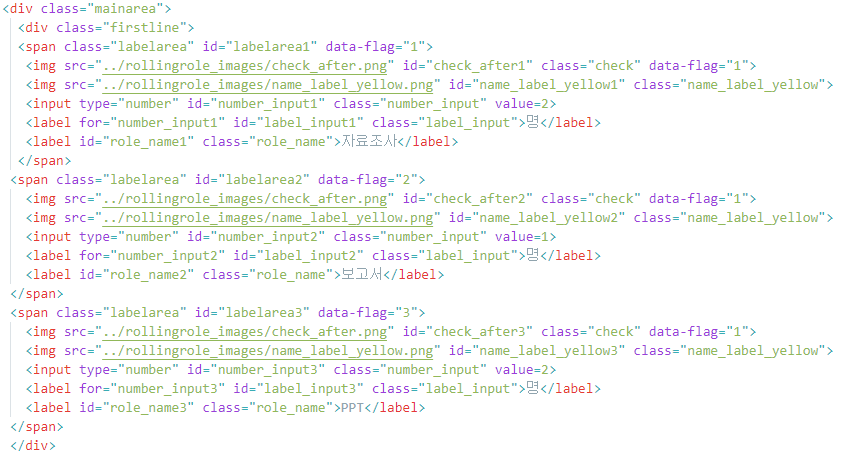 <div class="mainarea">
<div class="firstline">
<span class="labelarea" id="labelarea1" data-flag="1">
<img src="../rollingrole_images/check_after.png" id="check_after1" class="check" data-flag="1">
<img src="../rollingrole_images/name_label_yellow.png" id="name_label_yellow1" class="name_label_yellow">
<input type="number" id="number_input1" class="number_input" value=2>
<label for="number_input1" id="label_input1" class="label_input">명</label>
<label id="role_name1" class="role_name">자료조사</label>
</span>
<span class="labelarea" id="labelarea2" data-flag="2">
<img src="../rollingrole_images/check_after.png" id="check_after2" class="check" data-flag="1">
<img src="../rollingrole_images/name_label_yellow.png" id="name_label_yellow2" class="name_label_yellow">
<input type="number" id="number_input2" class="number_input" value=1>
<label for="number_input2" id="label_input2" class="label_input">명</label>
<label id="role_name2" class="role_name">보고서</label>
</span>
<span class="labelarea" id="labelarea3" data-flag="3">
<img src="../rollingrole_images/check_after.png" id="check_after3" class="check" data-flag="1">
<img src="../rollingrole_images/name_label_yellow.png" id="name_label_yellow3" class="name_label_yellow">
<input type="number" id="number_input3" class="number_input" value=2>
<label for="number_input3" id="label_input3" class="label_input">명</label>
<label id="role_name3" class="role_name">PPT</label>
</span>
</div>